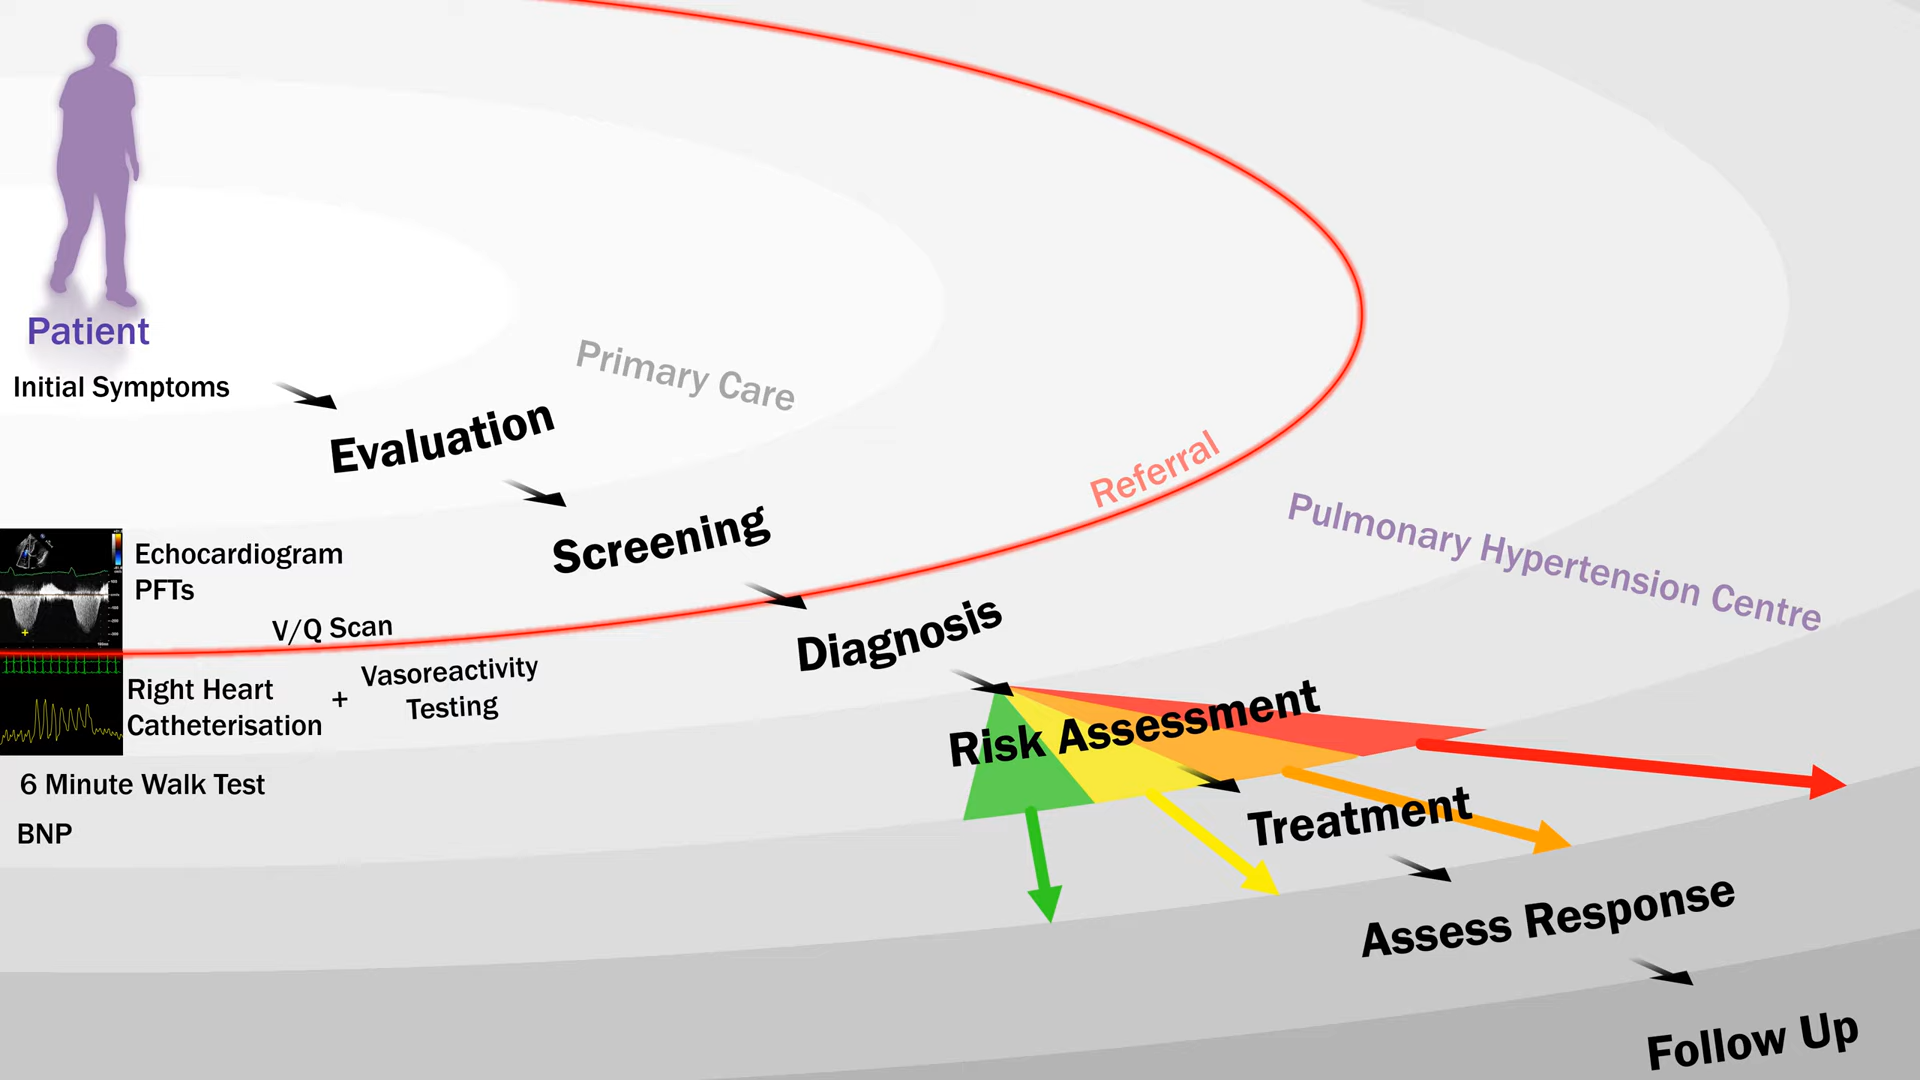 Patient
Initial Symptoms
Primary Care
Evaluation
Screening
Referral
Pulmonary Hypertension Centre
Echocardiogram
PFTs
V/Q Scan
Diagnosis
Right Heart
Catheterisation
+
Vasoreactivity
Testing
Risk Assessment
6 Minute Walk Test
BNP
Treatment
Assess Response
Follow Up